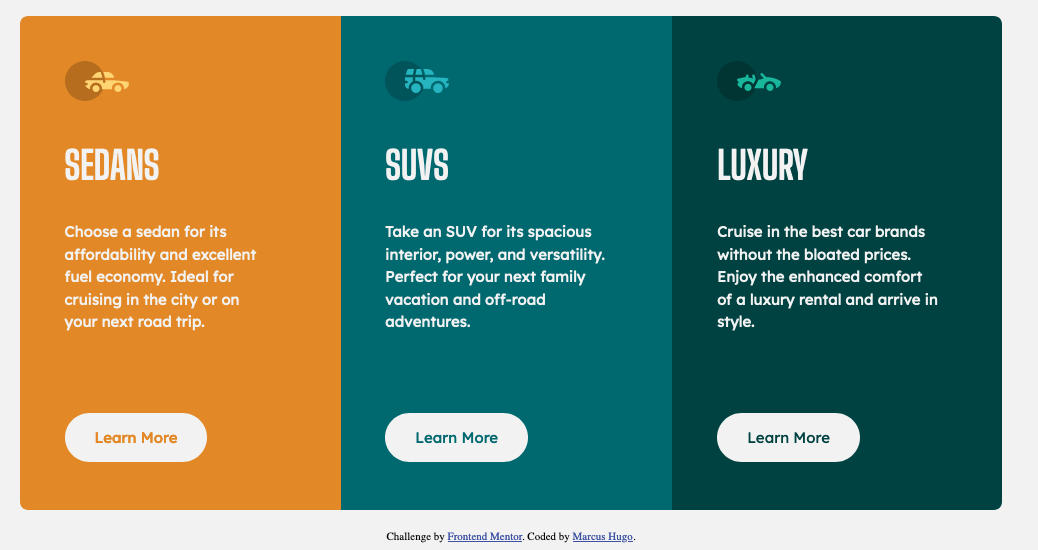 SEDANS
Choose a sedan for its
affordability and excellent
fuel economy. Ideal for
cruising in the city or on
your next road trip.
Learn More
SUVS
Take an SUV for its spacious
interior, power, and versatility.
Perfect for your next family
vacation and off-road
adventures.
Learn More
LUXURY
Cruise in the best car brands
without the bloated prices.
Enjoy the enhanced comfort
of a luxury rental and arrive in
style.
Learn More
Challenge by Frontend Mentor. Coded by Marcus Hugo.